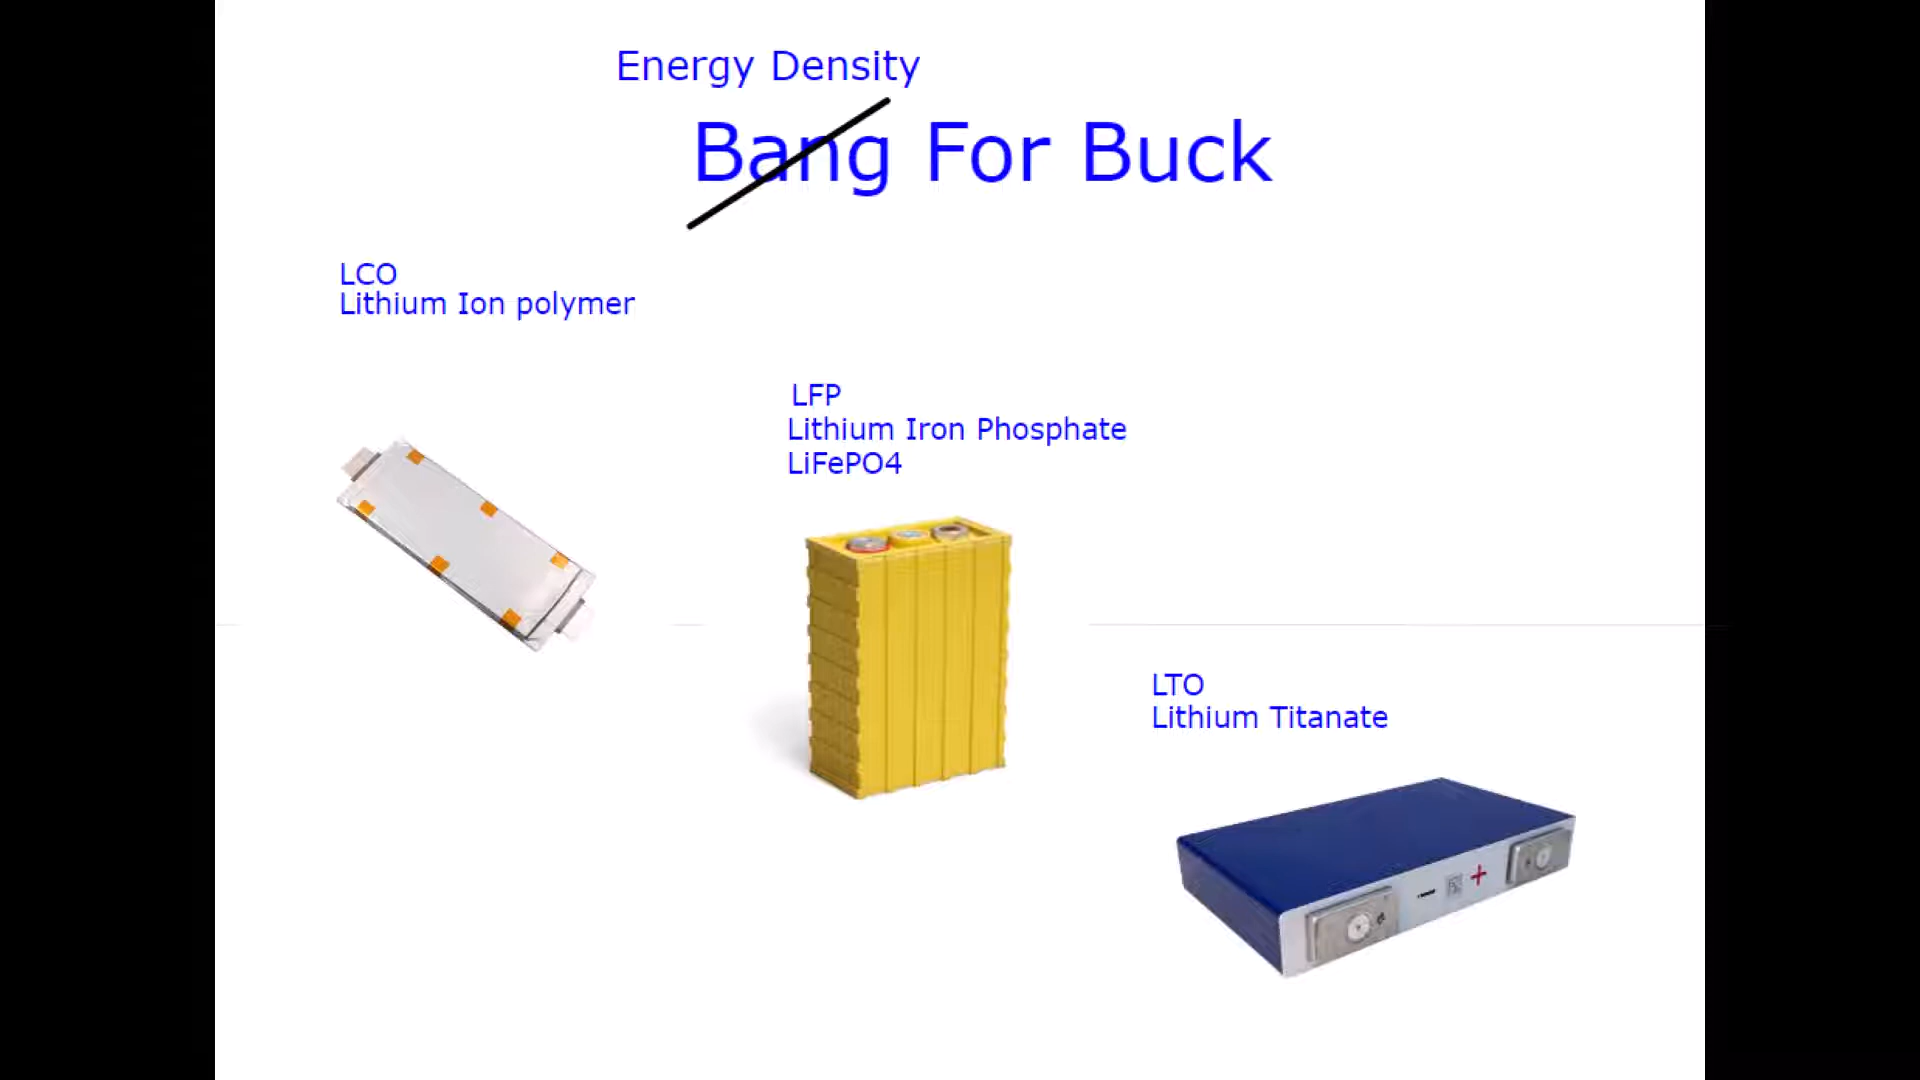 Energy Density
Bang For Buck
LCO
Lithium Ion polymer
LFP
Lithium Iron Phosphate
LiFePO4
LTO
Lithium Titanate
- +